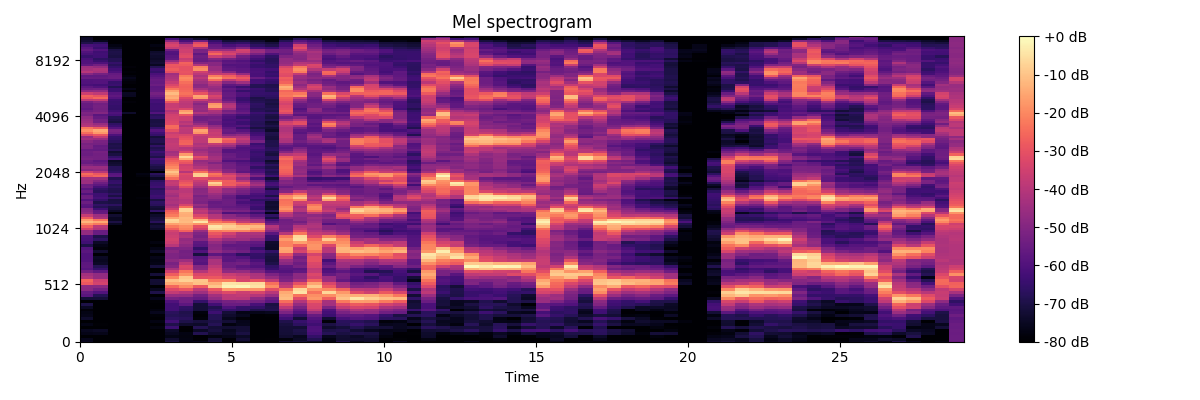 Mel spectrogram
Hz
8192
4096
2048
1024
512
0
0 5 10 15 20 25
Time
+0 dB
-10 dB
-20 dB
-30 dB
-40 dB
-50 dB
-60 dB
-70 dB
-80 dB